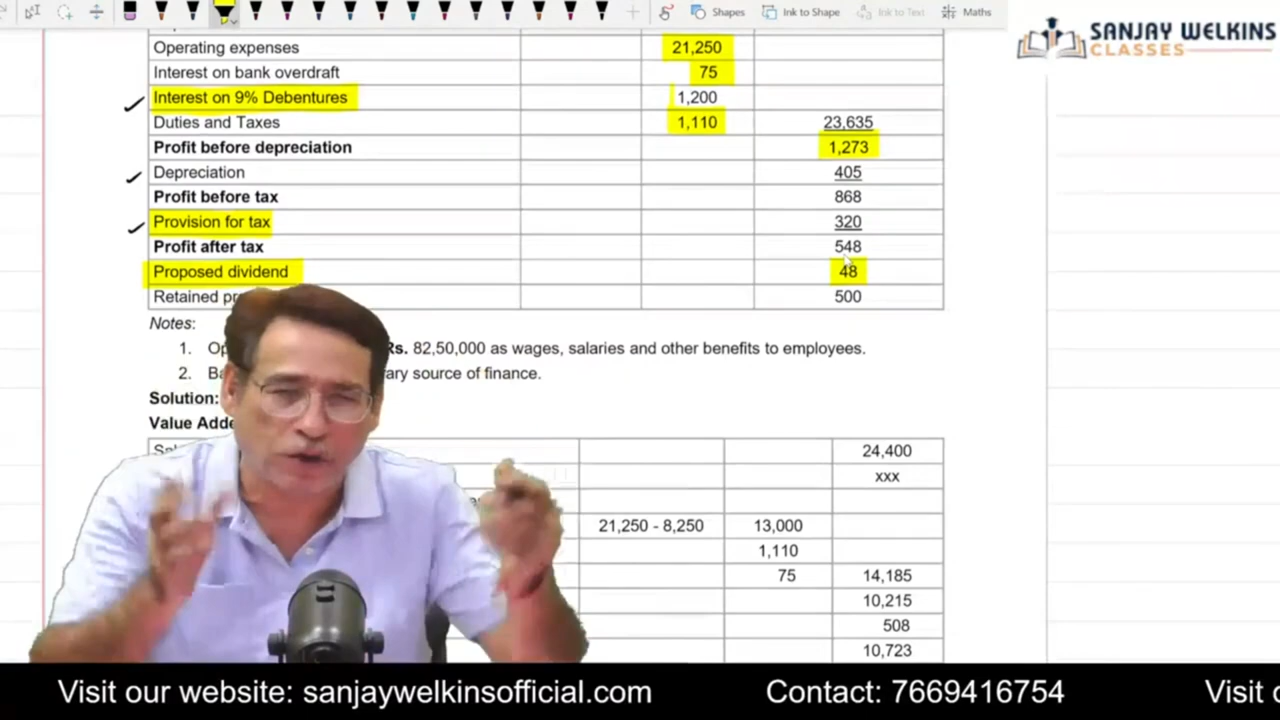 Shapes Ink to Shape Ink to Text Maths
SANJAY WELKINS
CLASSES
Operating expenses 21,250
Interest on bank overdraft 75
Interest on 9% Debentures 1,200
Duties and Taxes 1,110 23,635
Profit before depreciation 1,273
Depreciation 405
Profit before tax 868
Provision for tax 320
Profit after tax 548
Proposed dividend 48
Retained 500
Notes:
1. Rs. 82,50,000 as wages, salaries and other benefits to employees.
2. source of finance.
Solution:
Value
24,400
xxx
21,250 - 8,250 13,000
1,110
75 14,185
10,215
508
10,723
Visit our website: sanjaywelkinsofficial.com Contact: 7669416754 Visit